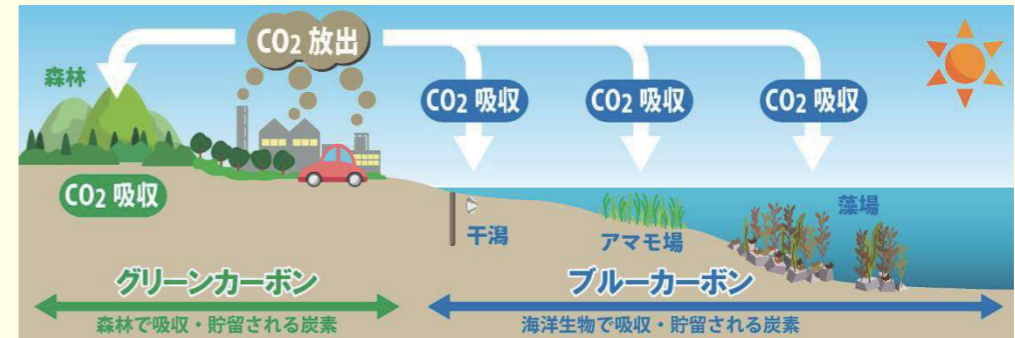 CO2 放出
森林
CO2 吸収
CO2 吸収
CO2 吸収
CO2 吸収
干潟
アマモ場
藻場
グリーンカーボン
ブルーカーボン
森林で吸収・貯留される炭素
海洋生物で吸収・貯留される炭素